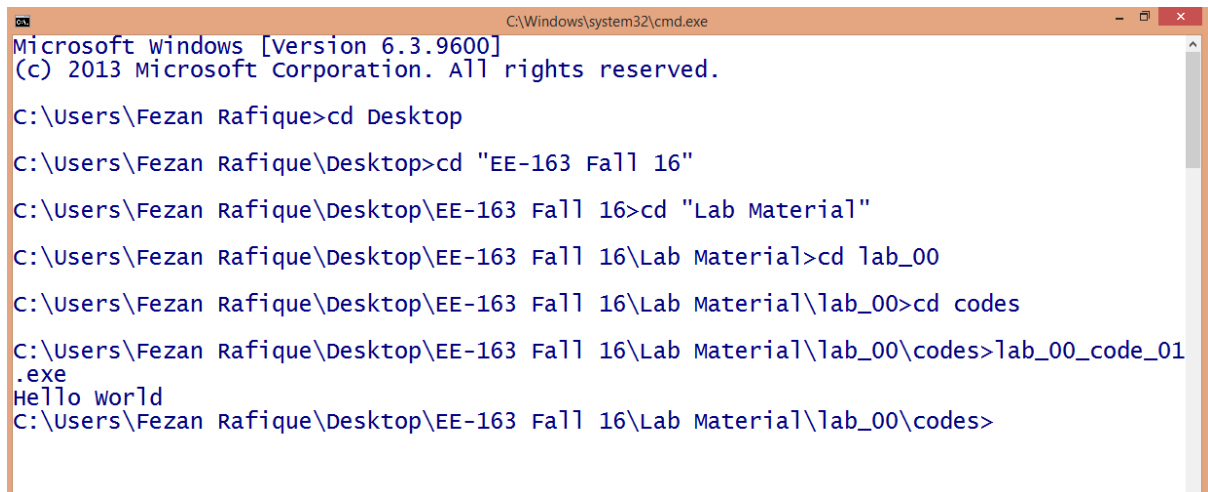 C:\Windows\system32\cmd.exe
Microsoft Windows [Version 6.3.9600]
(c) 2013 Microsoft Corporation. All rights reserved.
C:\Users\Fezan Rafique>cd Desktop
C:\Users\Fezan Rafique\Desktop>cd "EE-163 Fall 16"
C:\Users\Fezan Rafique\Desktop\EE-163 Fall 16>cd "Lab Material"
C:\Users\Fezan Rafique\Desktop\EE-163 Fall 16\Lab Material>cd lab_00
C:\Users\Fezan Rafique\Desktop\EE-163 Fall 16\Lab Material\lab_00>cd codes
C:\Users\Fezan Rafique\Desktop\EE-163 Fall 16\Lab Material\lab_00\codes>lab_00_code_01
.exe
Hello World
C:\Users\Fezan Rafique\Desktop\EE-163 Fall 16\Lab Material\lab_00\codes>